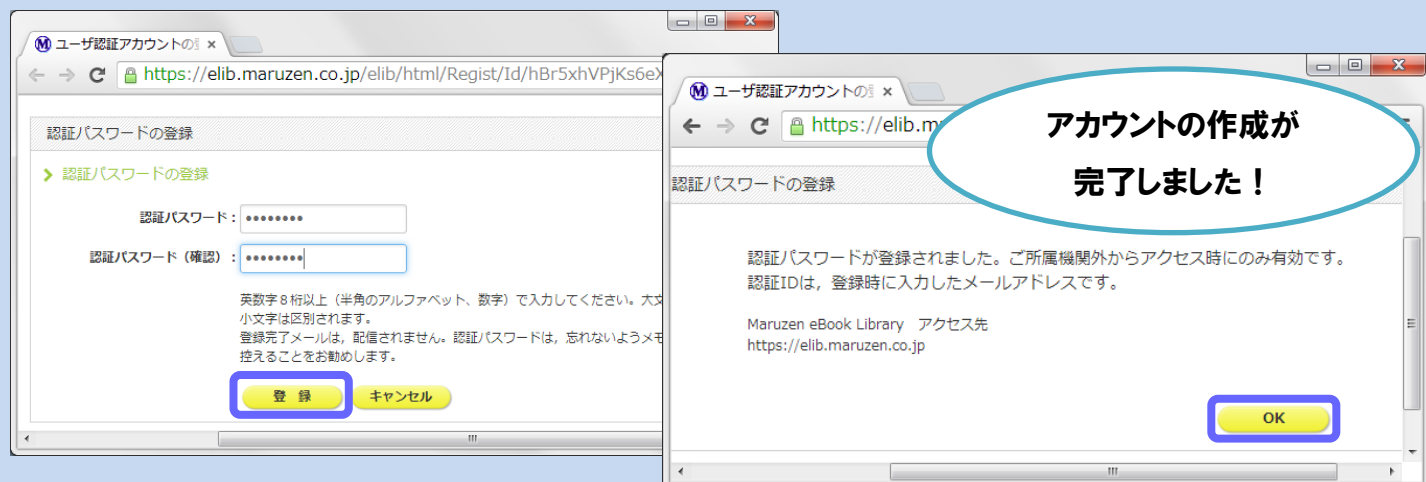 ユーザ認証アカウントの
https://elib.maruzen.co.jp/elib/html/Regist/Id/hBr5xhVPjKs6eX
認証パスワードの登録
認証パスワードの登録
認証パスワード：
認証パスワード（確認）：
英数字８桁以上（半角のアルファベット、数字）で入力してください。大文
小文字は区別されます。
登録完了メールは，配信されません。認証パスワードは，忘れないようメモ
控えることをお勧めします。
登 録
キャンセル
ユーザ認証アカウントの
https://elib.m
アカウントの作成が
完了しました！
認証パスワードの登録
認証パスワードが登録されました。ご所属機関外からアクセス時にのみ有効です。
認証IDは，登録時に入力したメールアドレスです。
Maruzen eBook Library　アクセス先
https://elib.maruzen.co.jp
OK